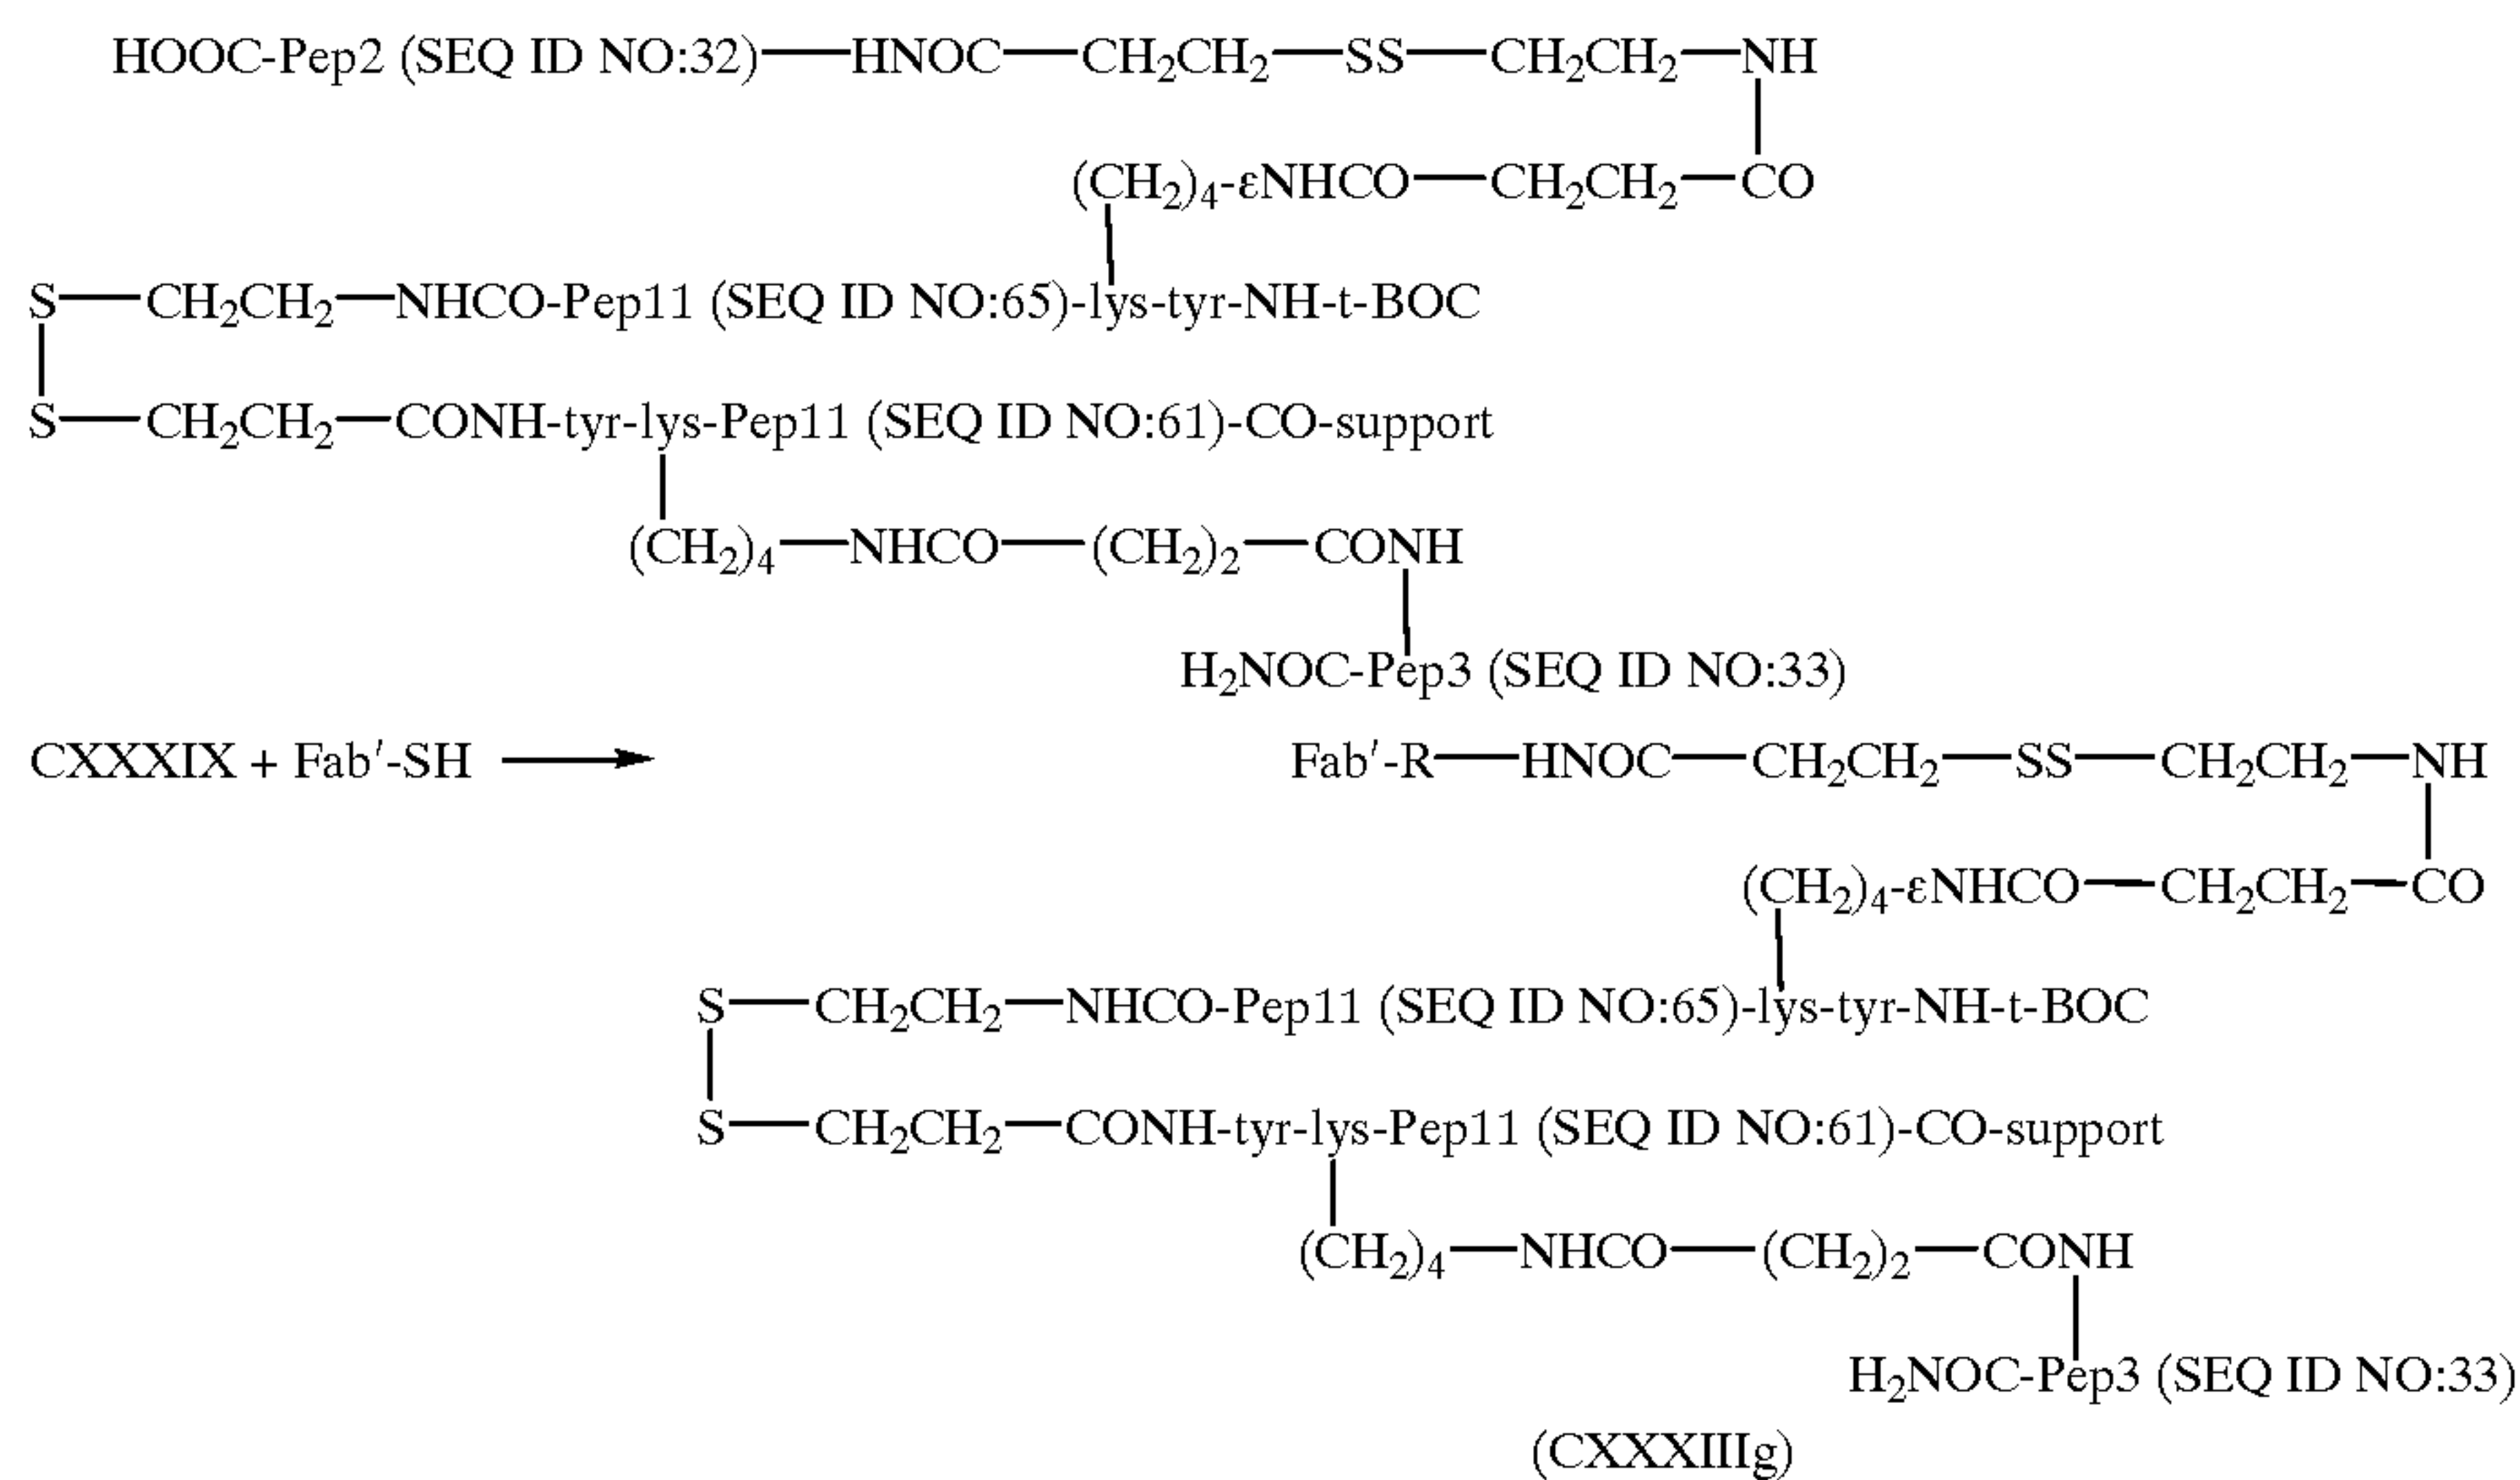 HOOC-Pep2 (SEQ ID NO:32)—HNOC—CH₂CH₂—SS—CH₂CH₂—NH
(CH₂)₄-εNHCO—CH₂CH₂—CO
S—CH₂CH₂—NHCO-Pep11 (SEQ ID NO:65)-lys-tyr-NH-t-BOC
S—CH₂CH₂—CONH-tyr-lys-Pep11 (SEQ ID NO:61)-CO-support
(CH₂)₄—NHCO—(CH₂)₂—CONH
H₂NOC-Pep3 (SEQ ID NO:33)
CXXXIX + Fab′-SH ⟶ Fab′-R—HNOC—CH₂CH₂—SS—CH₂CH₂—NH
(CH₂)₄-εNHCO—CH₂CH₂—CO
S—CH₂CH₂—NHCO-Pep11 (SEQ ID NO:65)-lys-tyr-NH-t-BOC
S—CH₂CH₂—CONH-tyr-lys-Pep11 (SEQ ID NO:61)-CO-support
(CH₂)₄—NHCO—(CH₂)₂—CONH
H₂NOC-Pep3 (SEQ ID NO:33)
(CXXXIIIg)